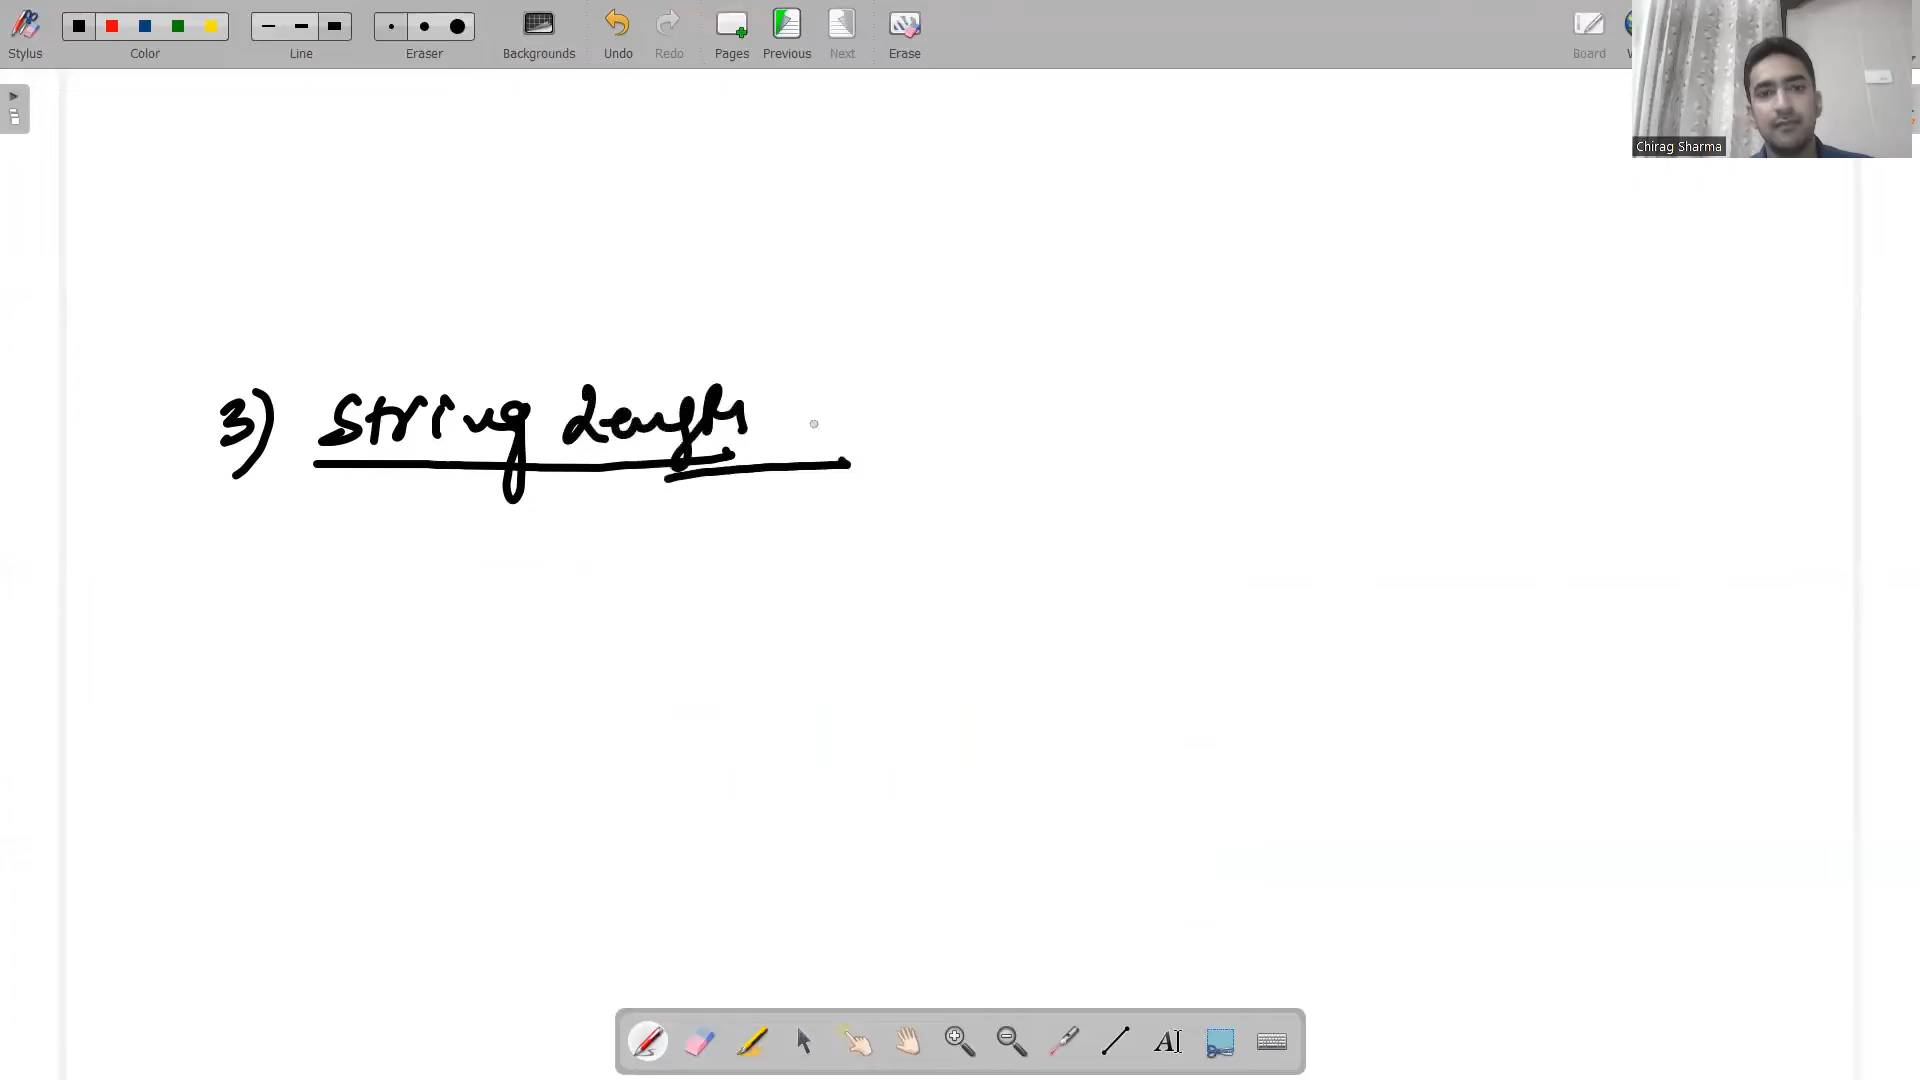 Stylus
Color
Line
Eraser
Backgrounds
Undo
Redo
Pages
Previous
Next
Erase
Board
Chirag Sharma
3) String Length